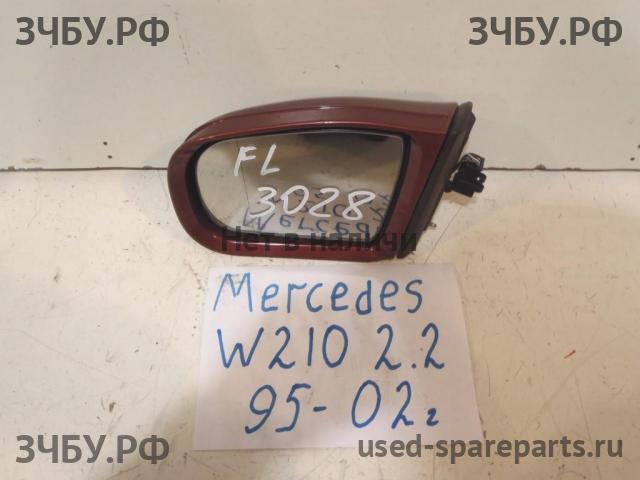 ЗЧБУ.РФ
ЗЧБУ.РФ
FL
3028
Нет в наличии
Mercedes
W210 2.2
95-02г
ЗЧБУ.РФ
used-spareparts.ru